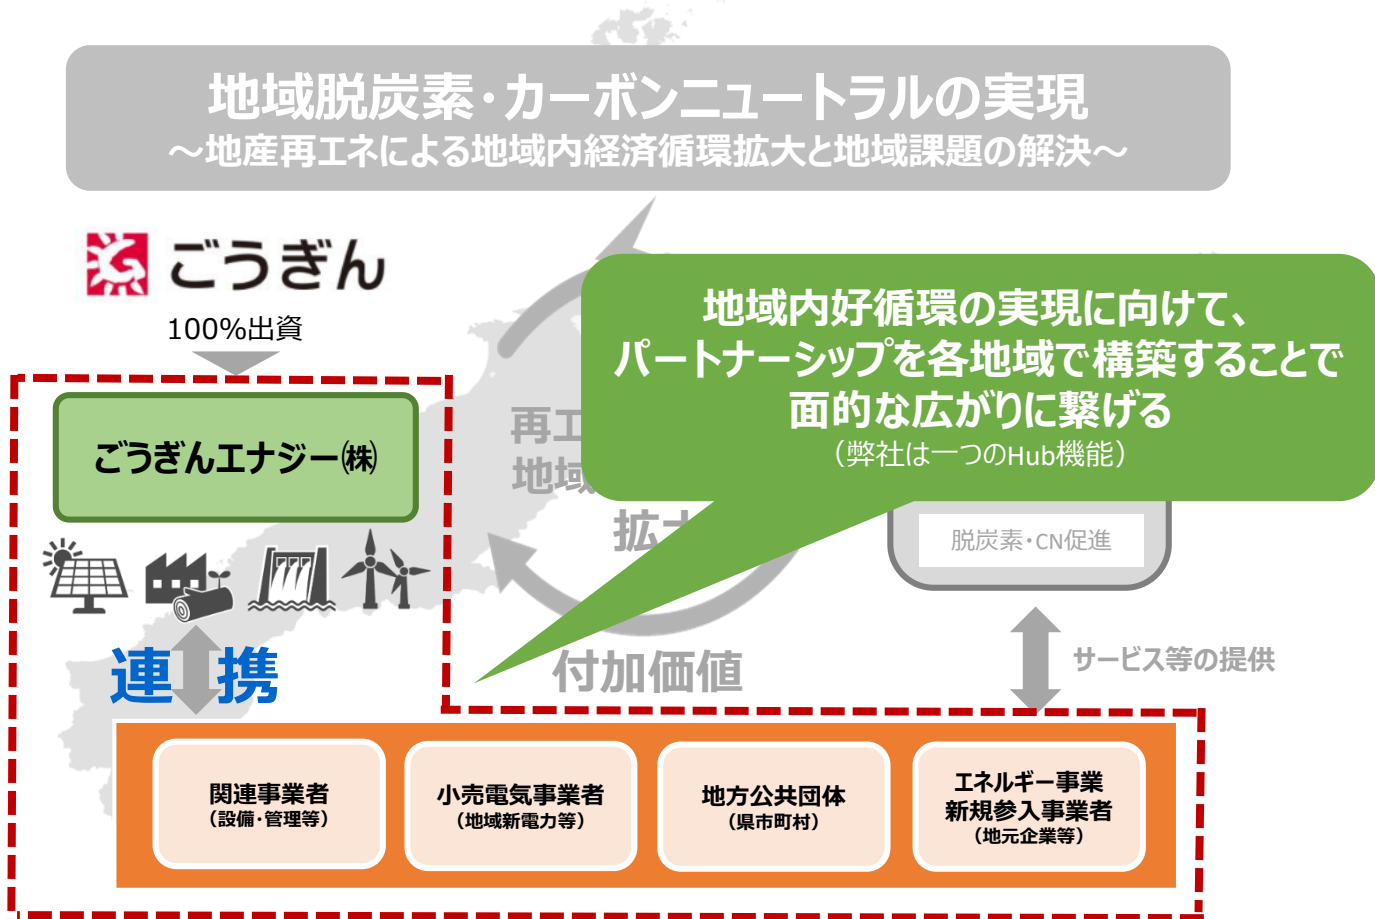 地域脱炭素・カーボンニュートラルの実現
～地産再エネによる地域内経済循環拡大と地域課題の解決～
ごうぎん
100%出資
ごうぎんエナジー㈱
地域内好循環の実現に向けて、
パートナーシップを各地域で構築することで
面的な広がりに繋げる
（弊社は一つのHub機能）
再エ
地域
拡大
脱炭素・CN促進
付加価値
サービス等の提供
連携
関連事業者
（設備・管理等）
小売電気事業者
（地域新電力等）
地方公共団体
（県市町村）
エネルギー事業
新規参入事業者
（地元企業等）